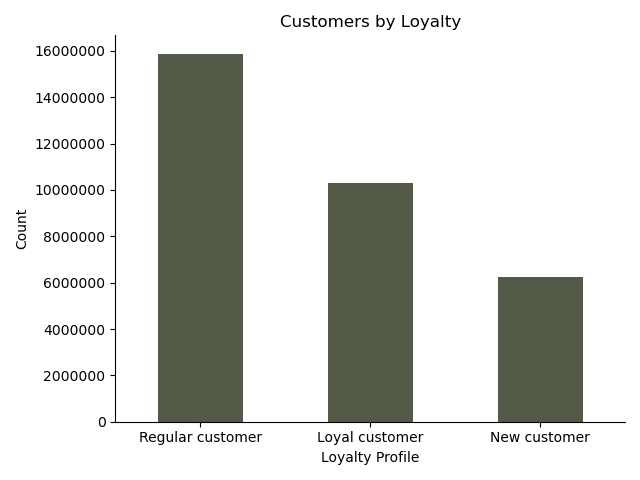 Customers by Loyalty
16000000
14000000
12000000
10000000
8000000
6000000
4000000
2000000
0
Count
Regular customer
Loyal customer
New customer
Loyalty Profile